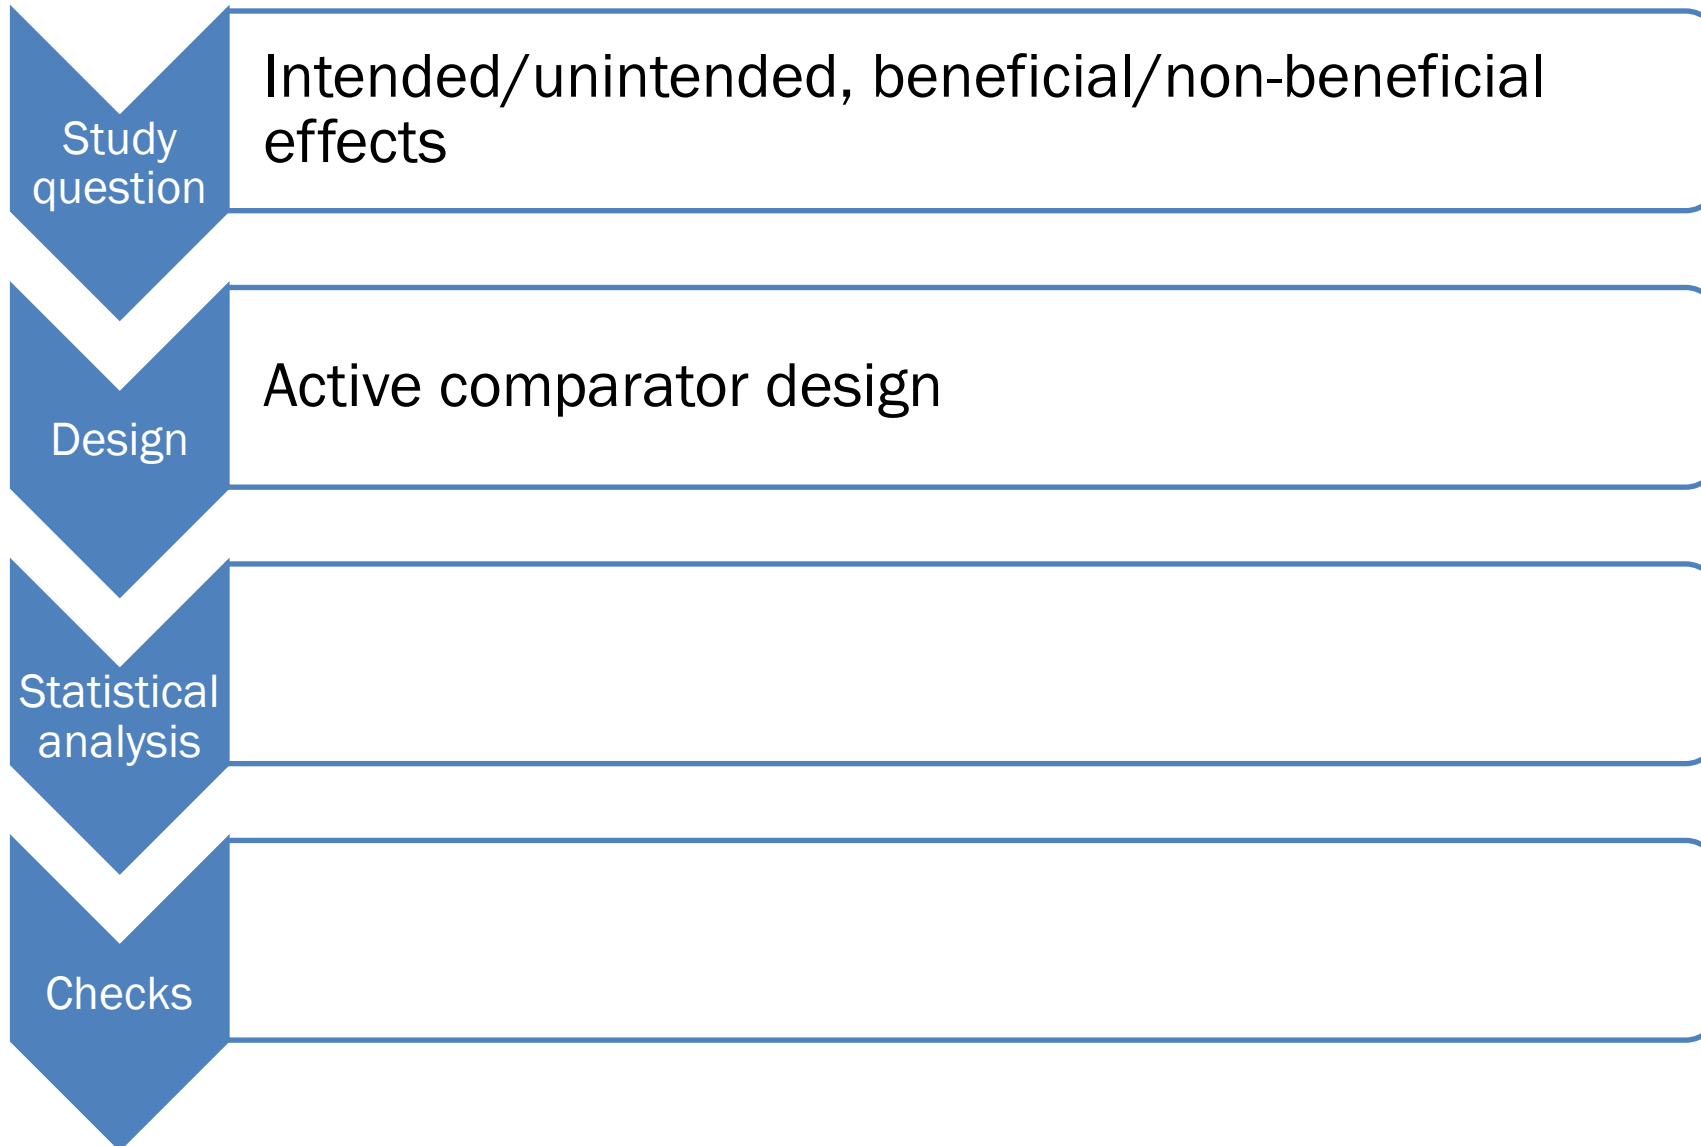 Study
question
Intended/unintended, beneficial/non-beneficial
effects
Design
Active comparator design
Statistical
analysis
Checks